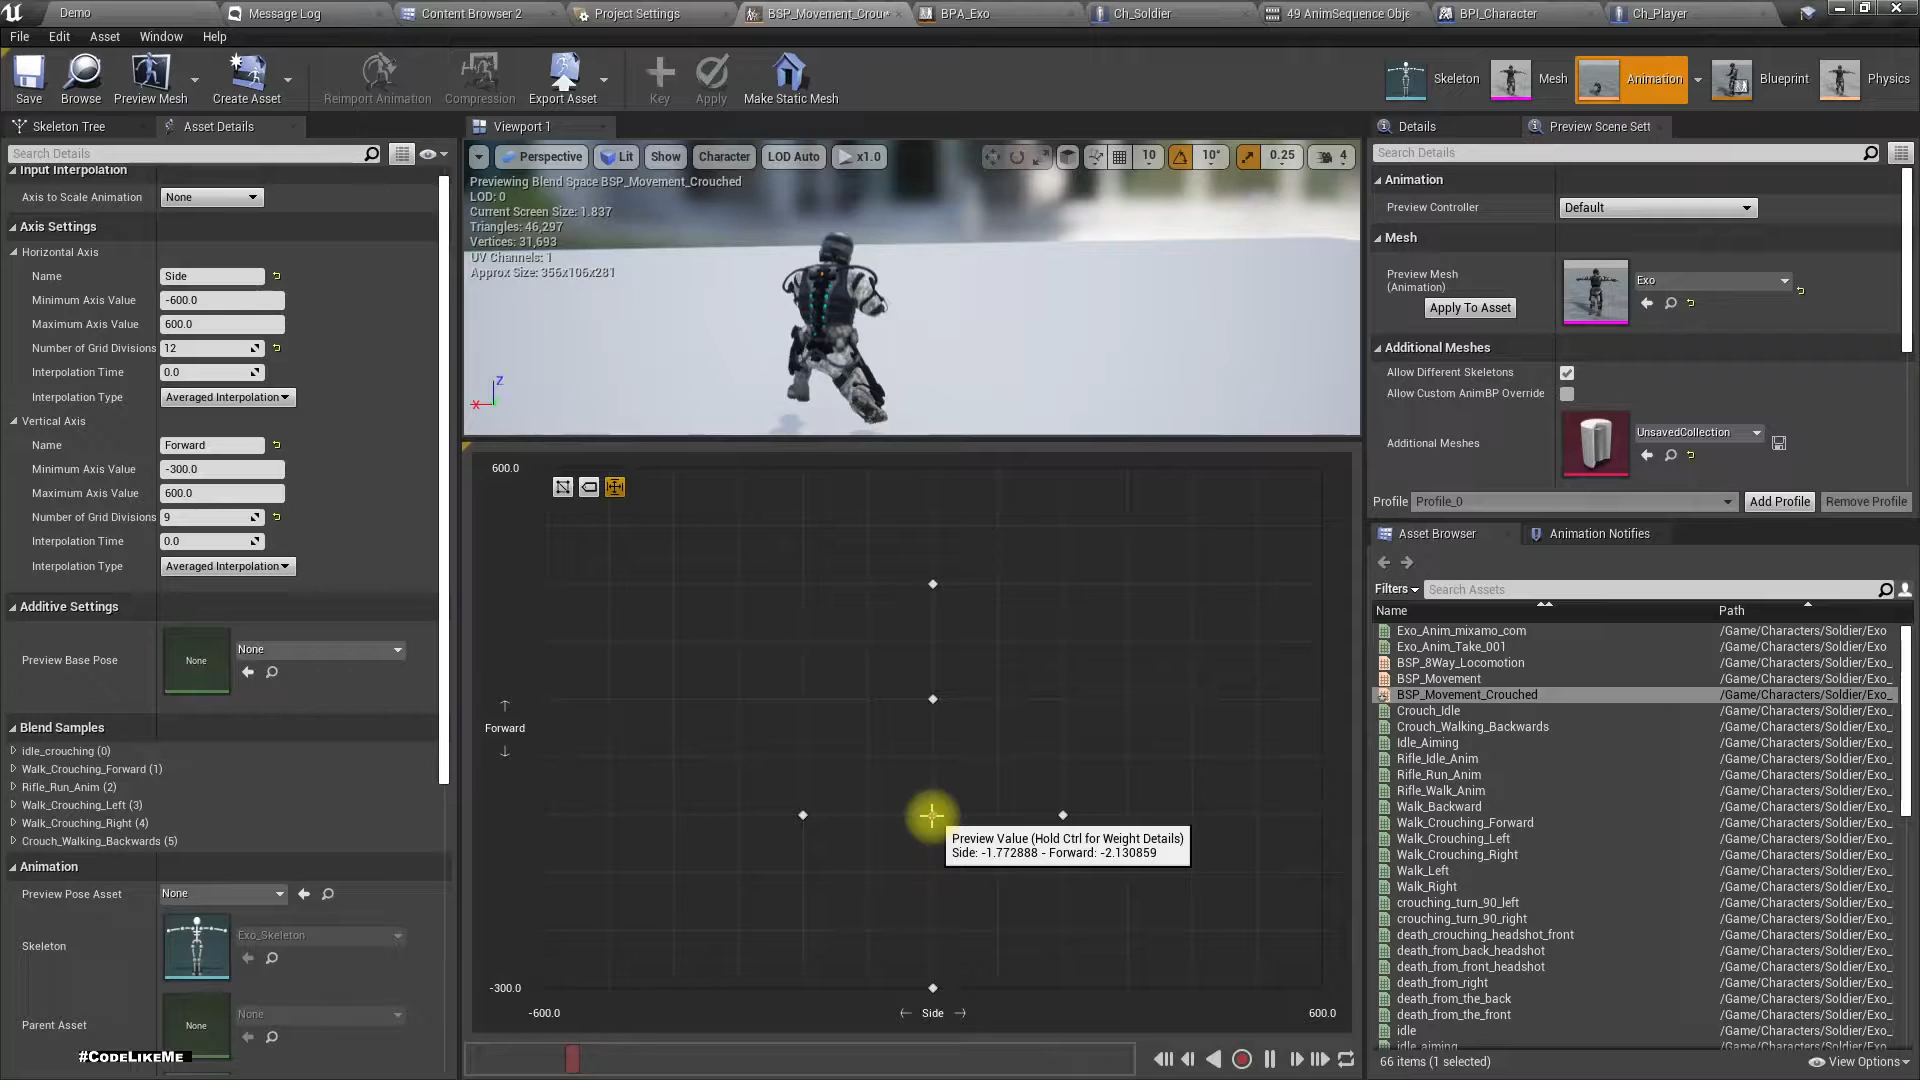 Demo
Message Log
Content Browser 2
Project Settings
BSP_Movement_Crou
BPA_Exo
Ch_Soldier
49 AnimSequence Obje
BPI_Character
Ch_Player
File
Edit
Asset
Window
Help
Save
Browse
Preview Mesh
Create Asset
Reimport Animation
Compression
Export Asset
Key
Apply
Make Static Mesh
Skeleton
Mesh
Animation
Blueprint
Physics
Skeleton Tree
Asset Details
Viewport 1
Details
Preview Scene Sett
Search Details
Input Interpolation
Axis to Scale Animation
None
Axis Settings
Horizontal Axis
Name
Side
Minimum Axis Value
-600.0
Maximum Axis Value
600.0
Number of Grid Divisions
12
Interpolation Time
0.0
Interpolation Type
Averaged Interpolation
Vertical Axis
Name
Forward
Minimum Axis Value
-300.0
Maximum Axis Value
600.0
Number of Grid Divisions
9
Interpolation Time
0.0
Interpolation Type
Averaged Interpolation
Additive Settings
Preview Base Pose
None
None
Blend Samples
idle_crouching (0)
Walk_Crouching_Forward (1)
Rifle_Run_Anim (2)
Walk_Crouching_Left (3)
Walk_Crouching_Right (4)
Crouch_Walking_Backwards (5)
Animation
Preview Pose Asset
None
Skeleton
Exo_Skeleton
Parent Asset
None
None
#CodeLikeMe
Perspective
Lit
Show
Character
LOD Auto
x1.0
10
10°
0.25
4
Previewing Blend Space BSP_Movement_Crouched
LOD: 0
Current Screen Size: 1.837
Triangles: 46,297
Vertices: 31,693
UV Channels: 1
Approx Size: 356x106x281
Z
X
600.0
Forward
-300.0
-600.0
Side
600.0
Preview Value (Hold Ctrl for Weight Details)
Side: -1.772888 - Forward: -2.130859
Search Details
Animation
Preview Controller
Default
Mesh
Preview Mesh
(Animation)
Apply To Asset
Exo
Additional Meshes
Allow Different Skeletons
Allow Custom AnimBP Override
Additional Meshes
UnsavedCollection
Profile
Profile_0
Add Profile
Remove Profile
Asset Browser
Animation Notifies
Filters
Search Assets
Name
Path
Exo_Anim_mixamo_com /Game/Characters/Soldier/Exo
Exo_Anim_Take_001 /Game/Characters/Soldier/Exo
BSP_8Way_Locomotion /Game/Characters/Soldier/Exo_
BSP_Movement /Game/Characters/Soldier/Exo_
BSP_Movement_Crouched /Game/Characters/Soldier/Exo_
Crouch_Idle /Game/Characters/Soldier/Exo_
Crouch_Walking_Backwards /Game/Characters/Soldier/Exo_
Idle_Aiming /Game/Characters/Soldier/Exo_
Rifle_Idle_Anim /Game/Characters/Soldier/Exo_
Rifle_Run_Anim /Game/Characters/Soldier/Exo_
Rifle_Walk_Anim /Game/Characters/Soldier/Exo_
Walk_Backward /Game/Characters/Soldier/Exo_
Walk_Crouching_Forward /Game/Characters/Soldier/Exo_
Walk_Crouching_Left /Game/Characters/Soldier/Exo_
Walk_Crouching_Right /Game/Characters/Soldier/Exo_
Walk_Left /Game/Characters/Soldier/Exo_
Walk_Right /Game/Characters/Soldier/Exo_
crouching_turn_90_left /Game/Characters/Soldier/Exo_
crouching_turn_90_right /Game/Characters/Soldier/Exo_
death_crouching_headshot_front /Game/Characters/Soldier/Exo_
death_from_back_headshot /Game/Characters/Soldier/Exo_
death_from_front_headshot /Game/Characters/Soldier/Exo_
death_from_right /Game/Characters/Soldier/Exo_
death_from_the_back /Game/Characters/Soldier/Exo_
death_from_the_front /Game/Characters/Soldier/Exo_
idle /Game/Characters/Soldier/Exo_
idle_aiming /Game/Characters/Soldier/Exo_
66 items (1 selected)
View Options